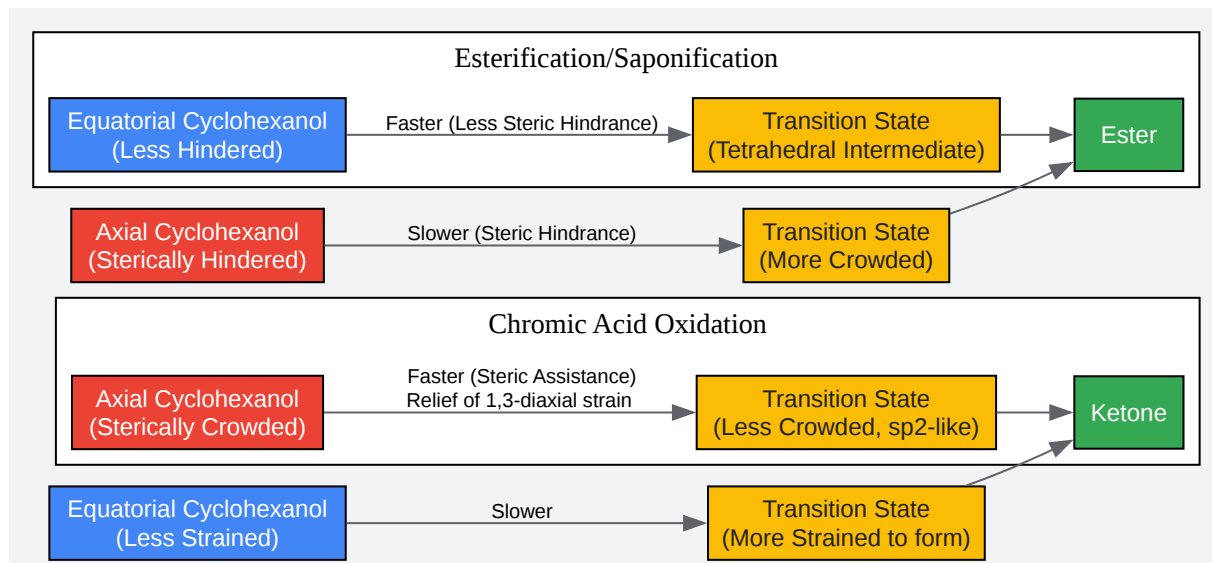 Esterification/Saponification
Equatorial Cyclohexanol
(Less Hindered)
Faster (Less Steric Hindrance)
Transition State
(Tetrahedral Intermediate)
Ester
Axial Cyclohexanol
(Sterically Hindered)
Slower (Steric Hindrance)
Transition State
(More Crowded)
Chromic Acid Oxidation
Axial Cyclohexanol
(Sterically Crowded)
Faster (Steric Assistance)
Relief of 1,3-diaxial strain
Transition State
(Less Crowded, sp2-like)
Ketone
Equatorial Cyclohexanol
(Less Strained)
Slower
Transition State
(More Strained to form)